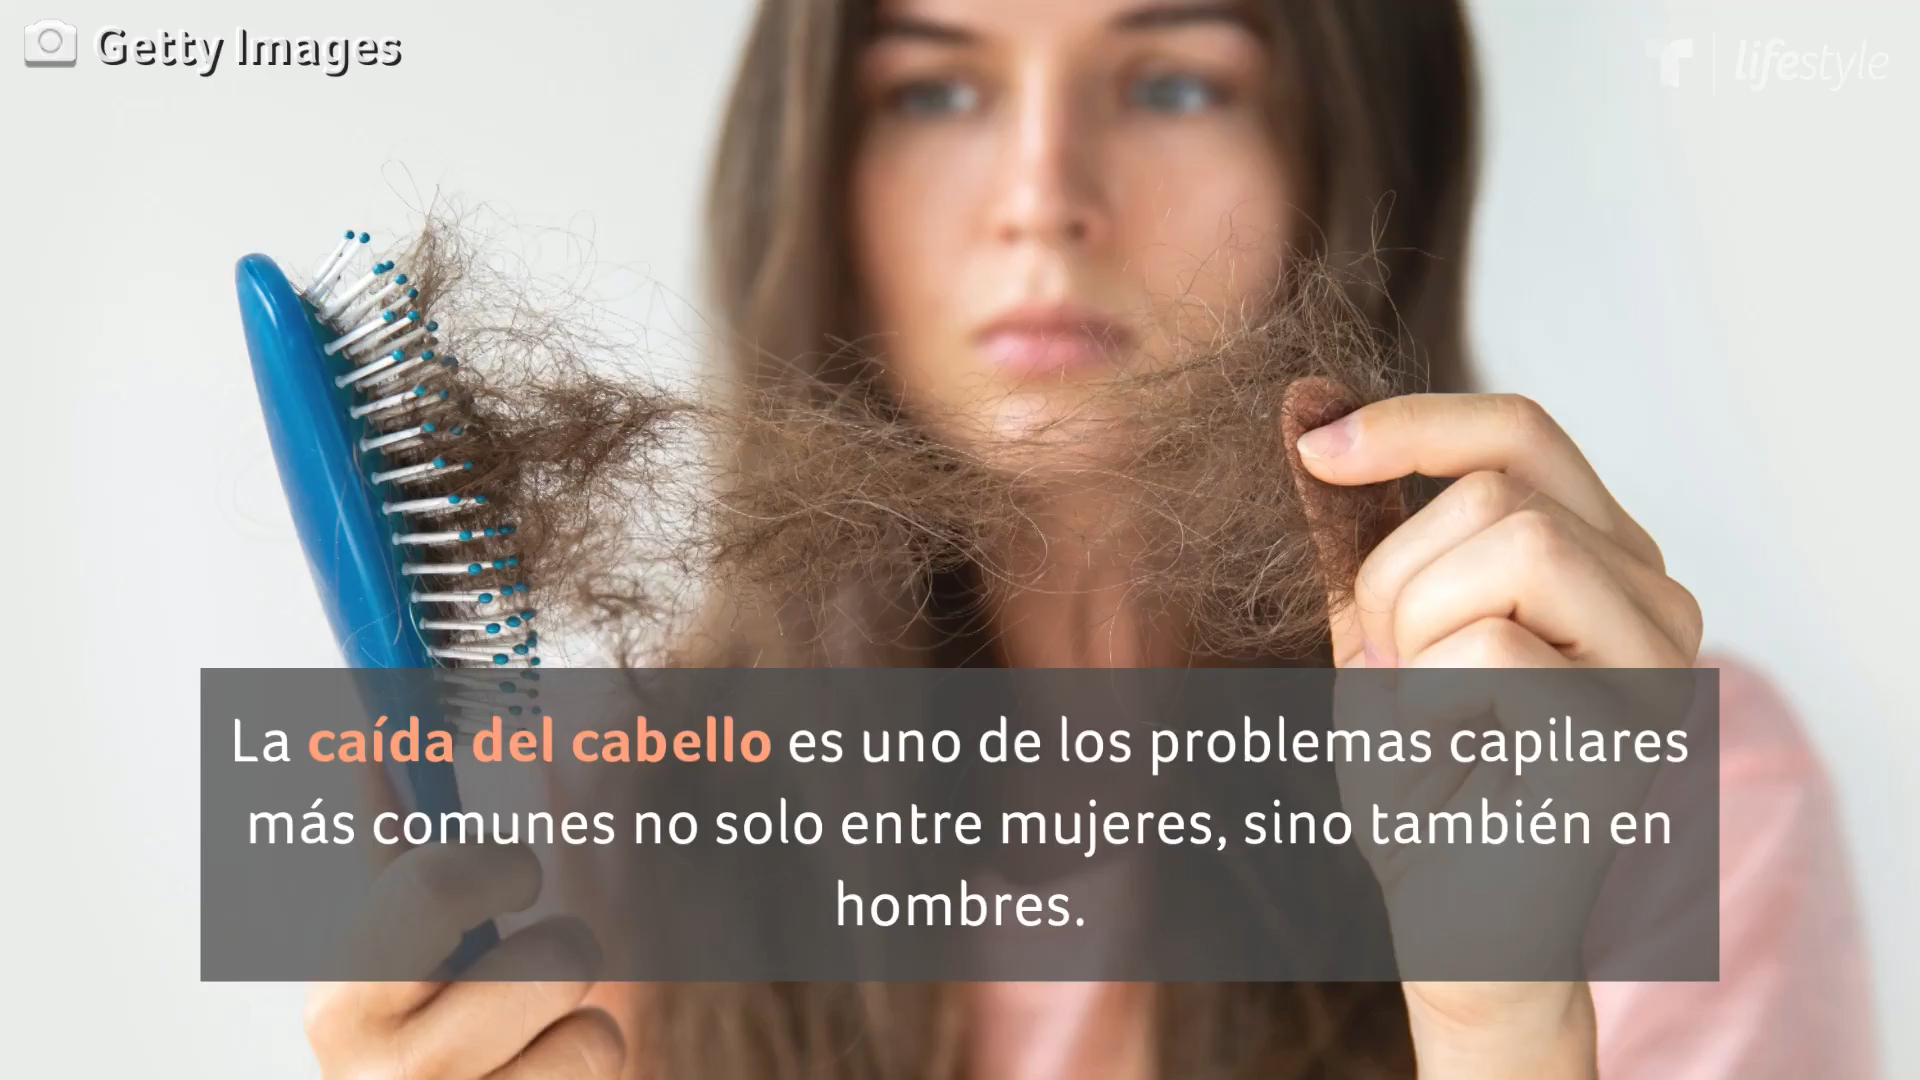 Getty Images
lifestyle
La caída del cabello es uno de los problemas capilares
más comunes no solo entre mujeres, sino también en
hombres.